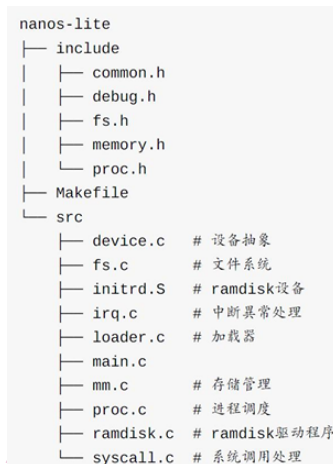 nanos-lite
├── include
│   ├── common.h
│   ├── debug.h
│   ├── fs.h
│   ├── memory.h
│   └── proc.h
├── Makefile
└── src
    ├── device.c   # 设备抽象
    ├── fs.c       # 文件系统
    ├── initrd.S   # ramdisk设备
    ├── irq.c      # 中断异常处理
    ├── loader.c   # 加载器
    ├── main.c
    ├── mm.c       # 存储管理
    ├── proc.c     # 进程调度
    ├── ramdisk.c  # ramdisk驱动程序
    └── syscall.c  # 系统调用处理